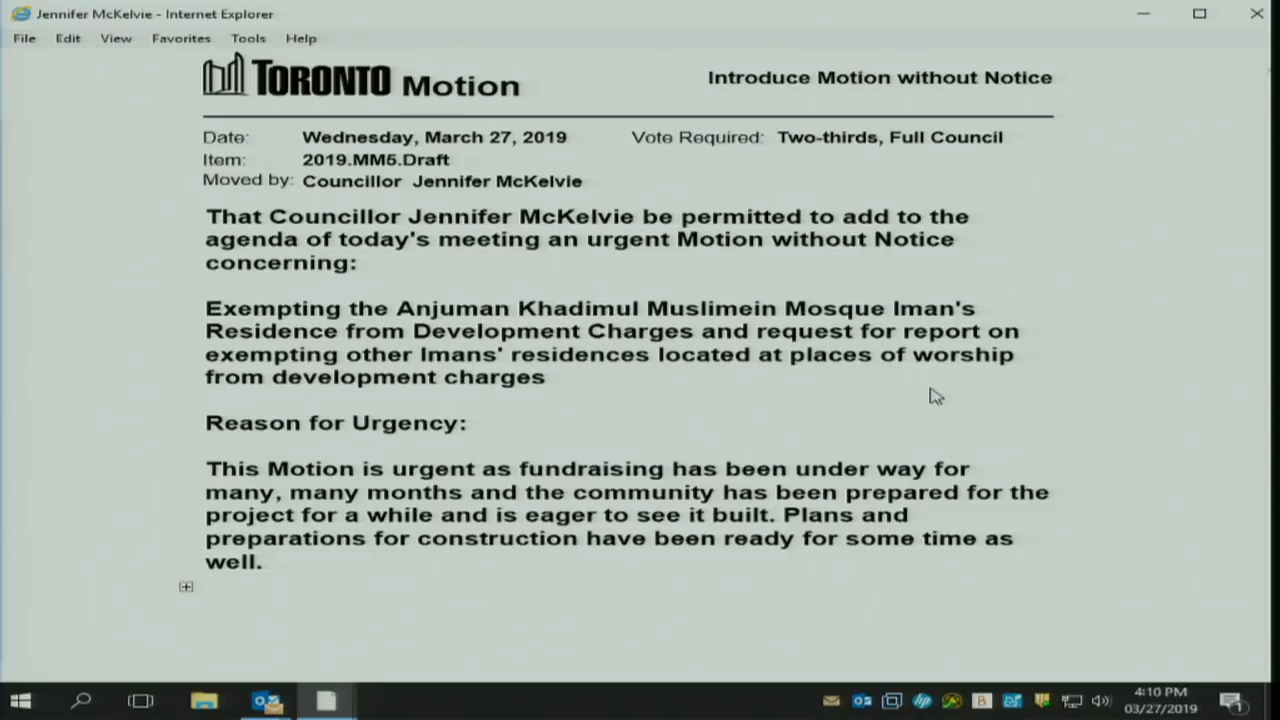 Jennifer McKelvie - Internet Explorer
File Edit View Favorites Tools Help
TORONTO Motion
Introduce Motion without Notice
Date: Wednesday, March 27, 2019 Vote Required: Two-thirds, Full Council
Item: 2019.MM5.Draft
Moved by: Councillor Jennifer McKelvie
That Councillor Jennifer McKelvie be permitted to add to the
agenda of today's meeting an urgent Motion without Notice
concerning:
Exempting the Anjuman Khadimul Muslimein Mosque Iman's
Residence from Development Charges and request for report on
exempting other Imans' residences located at places of worship
from development charges
Reason for Urgency:
This Motion is urgent as fundraising has been under way for
many, many months and the community has been prepared for the
project for a while and is eager to see it built. Plans and
preparations for construction have been ready for some time as
well.
4:10 PM
03/27/2019
1